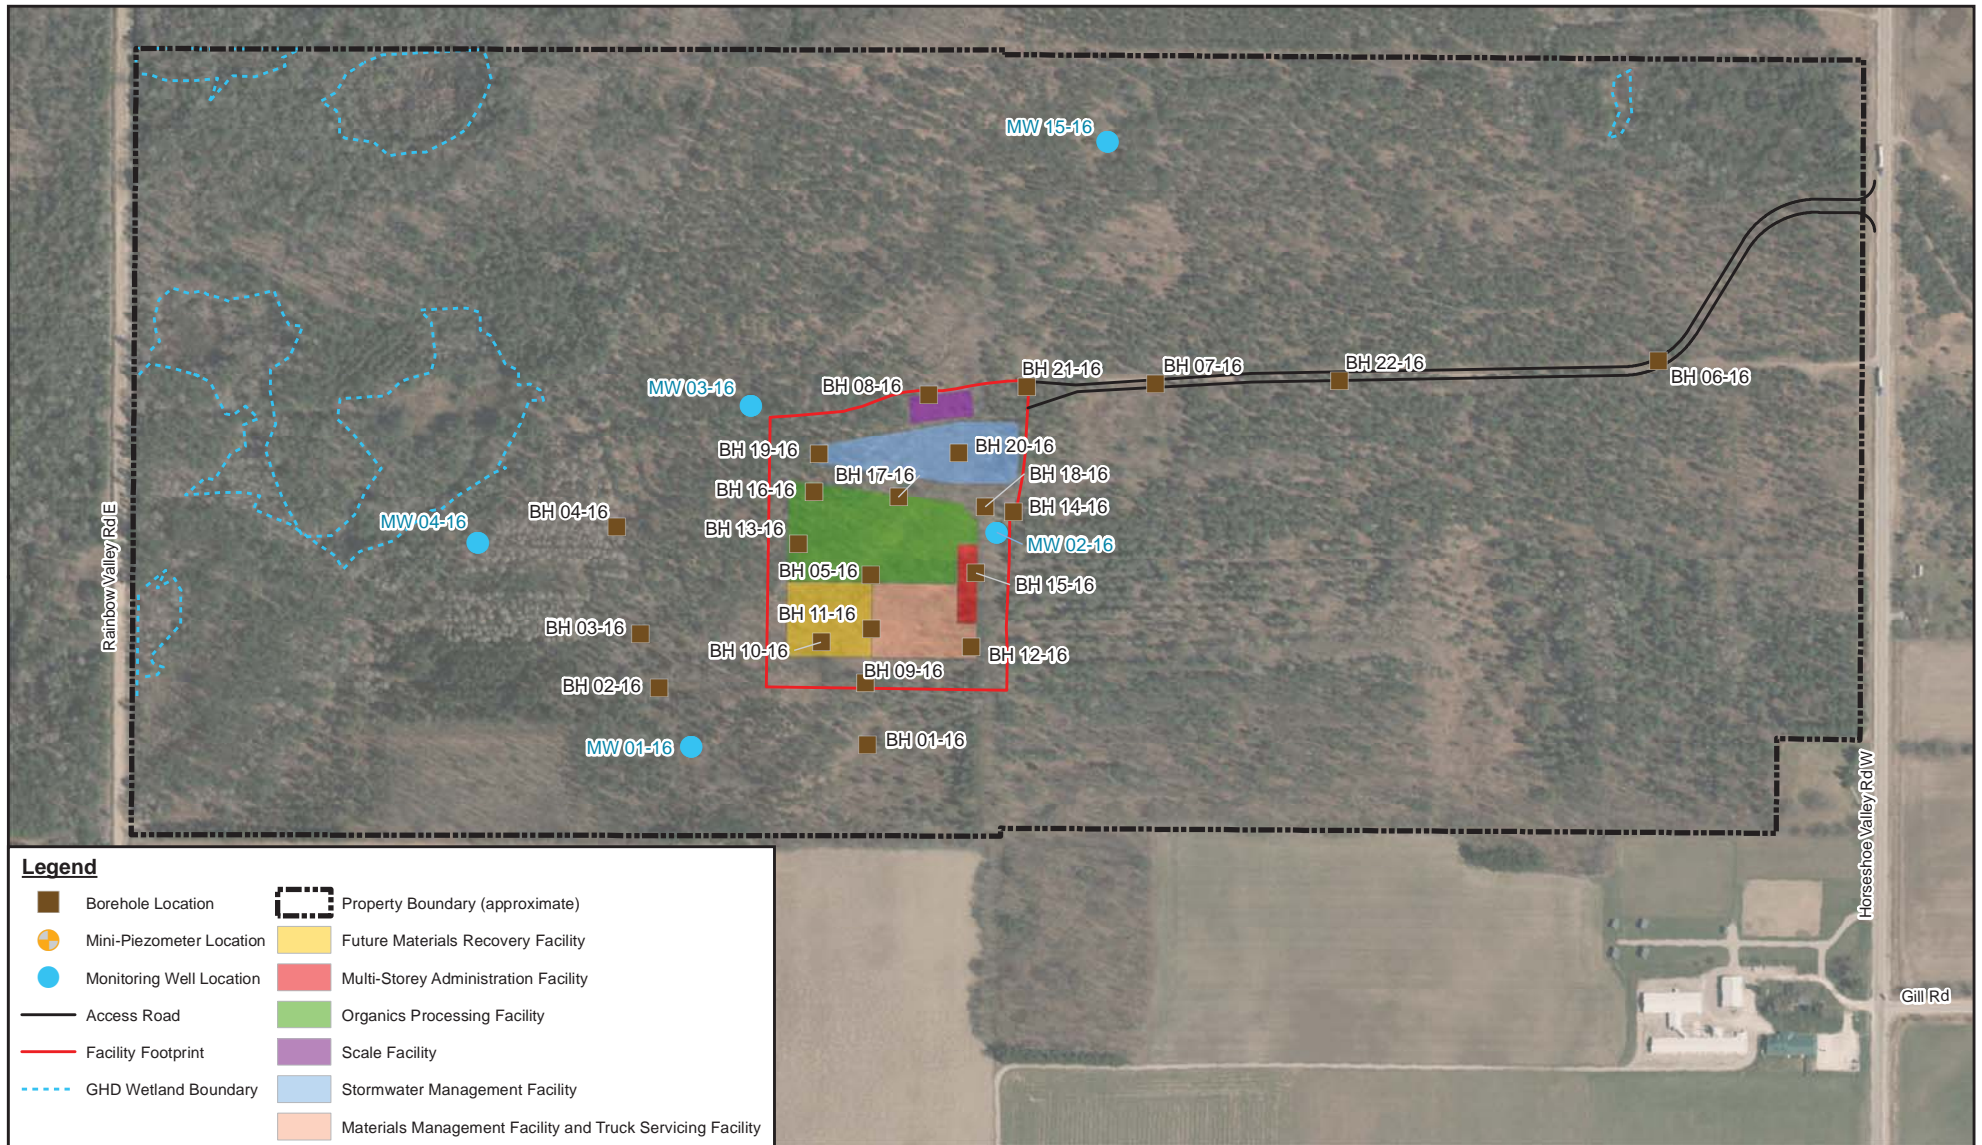 MW 15-16
BH 21-16
BH 07-16
BH 22-16
BH 06-16
MW 03-16
BH 08-16
BH 19-16
BH 20-16
BH 17-16
BH 18-16
BH 16-16
BH 14-16
BH 04-16
MW 04-16
BH 13-16
MW 02-16
BH 05-16
BH 15-16
BH 11-16
BH 03-16
BH 10-16
BH 12-16
BH 09-16
BH 02-16
MW 01-16
BH 01-16
Rainbow Valley Rd E
Horseshoe Valley Rd W
Gill Rd
Legend
Borehole Location
Mini-Piezometer Location
Monitoring Well Location
Access Road
Facility Footprint
GHD Wetland Boundary
Property Boundary (approximate)
Future Materials Recovery Facility
Multi-Storey Administration Facility
Organics Processing Facility
Scale Facility
Stormwater Management Facility
Materials Management Facility and Truck Servicing Facility